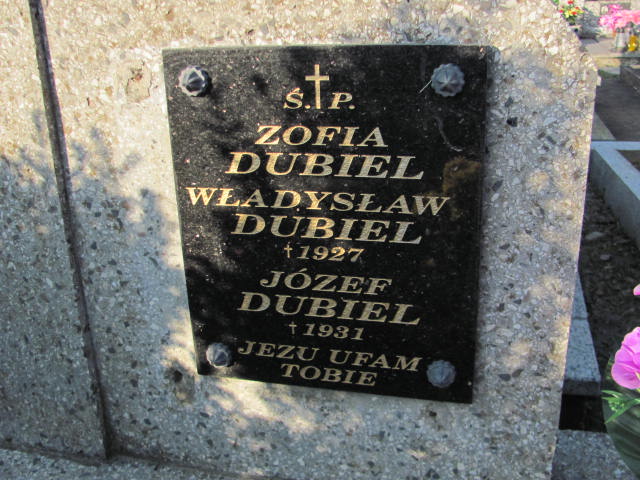 Ś. † P.
ZOFIA
DUBIEL
WŁADYSŁAW
DUBIEL
† 1927
JÓZEF
DUBIEL
† 1931
JEZU UFAM
TOBIE